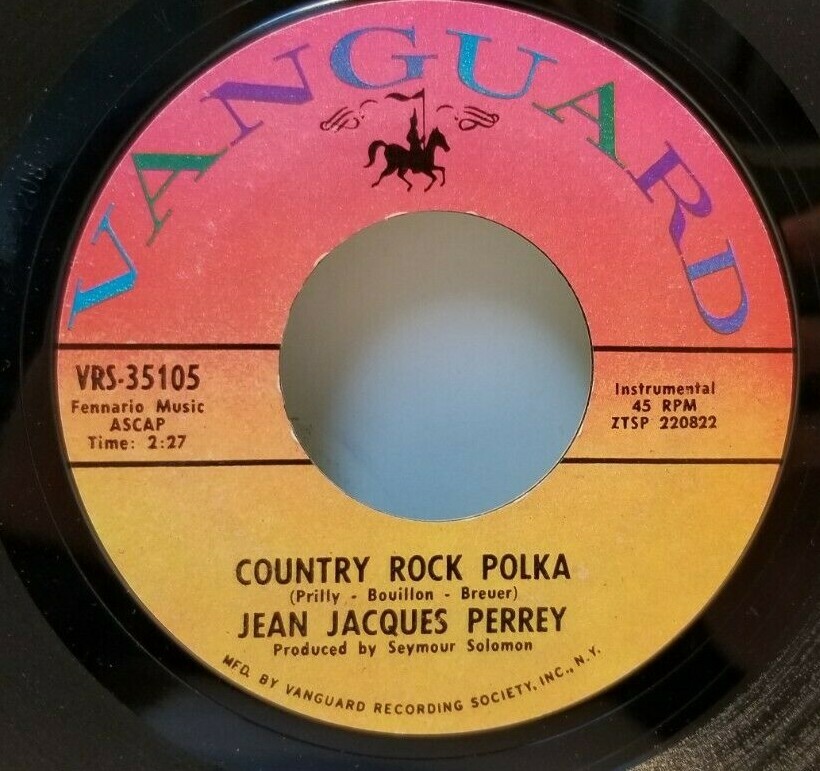 VANGUARD
VRS-35105
Fennario Music
ASCAP
Time: 2:27
Instrumental
45 RPM
ZTSP 220822
COUNTRY ROCK POLKA
(Prilly - Bouillon - Breuer)
JEAN JACQUES PERREY
Produced by Seymour Solomon
MFD. BY VANGUARD RECORDING SOCIETY, INC., N.Y.